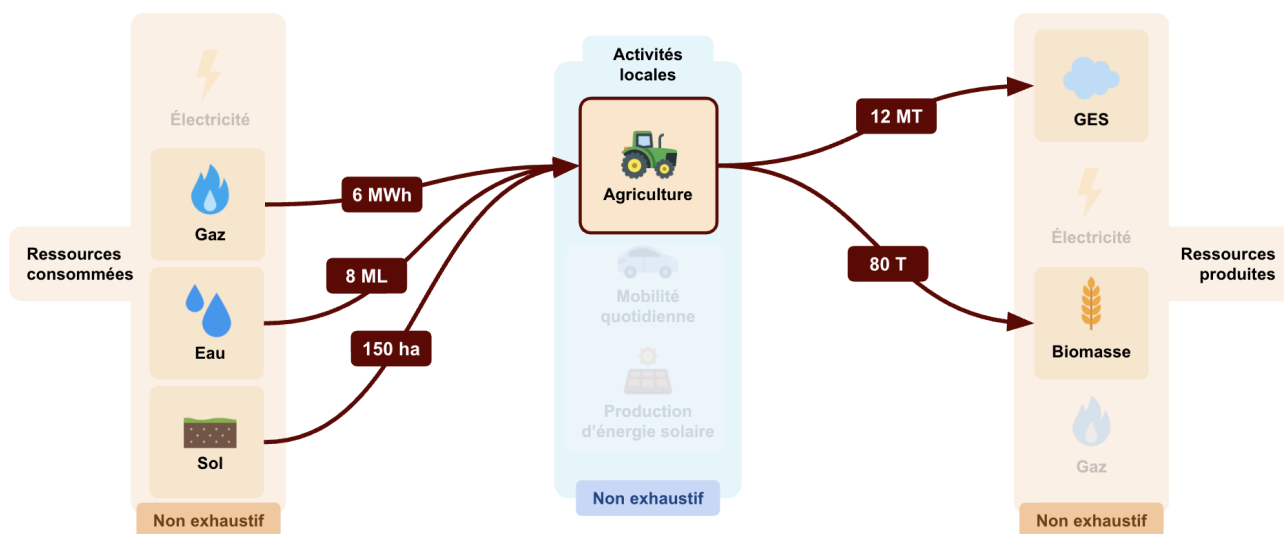 Ressources
consommées
Électricité
Gaz
Eau
Sol
Non exhaustif
6 MWh
8 ML
150 ha
Activités
locales
Agriculture
Mobilité
quotidienne
Production
d'énergie solaire
Non exhaustif
12 MT
80 T
GES
Électricité
Biomasse
Gaz
Non exhaustif
Ressources
produites